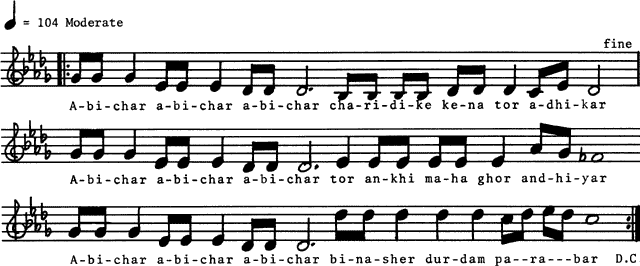 = 104 Moderate
fine
A-bi-char a-bi-char a-bi-char cha-ri-di-ke ke-na tor a-dhi-kar
A-bi-char a-bi-char a-bi-char tor an-khi ma-ha ghor and-hi-yar
A-bi-char a-bi-char a-bi-char bi-na-sher dur-dam pa--ra---bar D.C